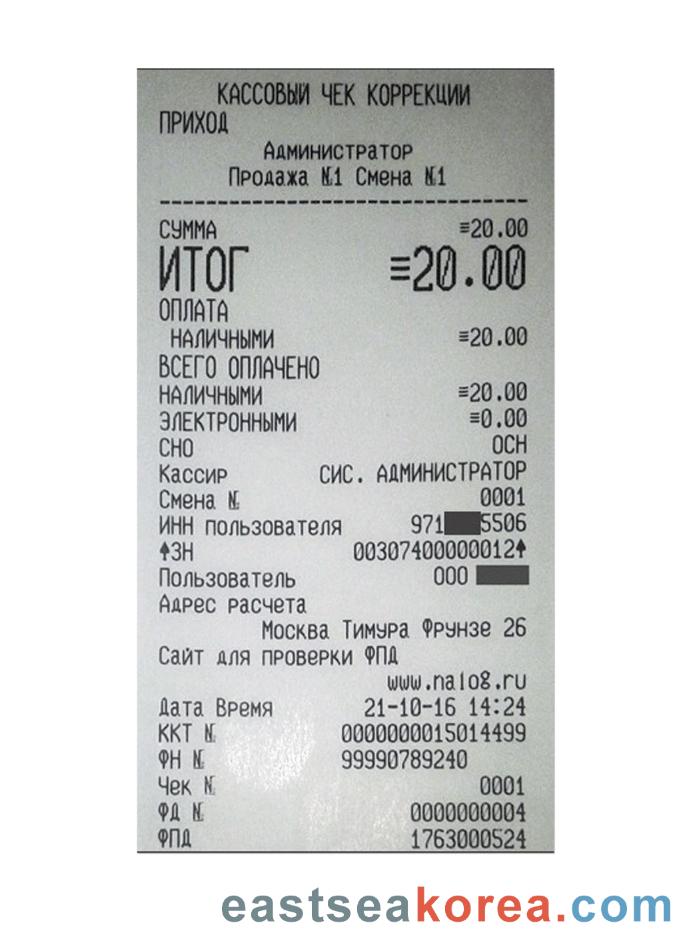 КАССОВЫЙ ЧЕК КОРРЕКЦИИ
ПРИХОД
Администратор
Продажа №1 Смена №1
--------------------------------
СУММА ≡20.00
ИТОГ ≡20.00
ОПЛАТА
НАЛИЧНЫМИ ≡20.00
ВСЕГО ОПЛАЧЕНО
НАЛИЧНЫМИ ≡20.00
ЭЛЕКТРОННЫМИ ≡0.00
СНО ОСН
Кассир СИС. АДМИНИСТРАТОР
Смена № 0001
ИНН пользователя 971 5506
↑ЗН 00307400000012↑
Пользователь ООО
Адрес расчета
Москва Тимура Фрунзе 26
Сайт для проверки ФПД
www.nalog.ru
Дата Время 21-10-16 14:24
ККТ № 0000000015014499
ФН № 99990789240
Чек № 0001
ФД № 0000000004
ФПД 1763000524
eastseakorea.com